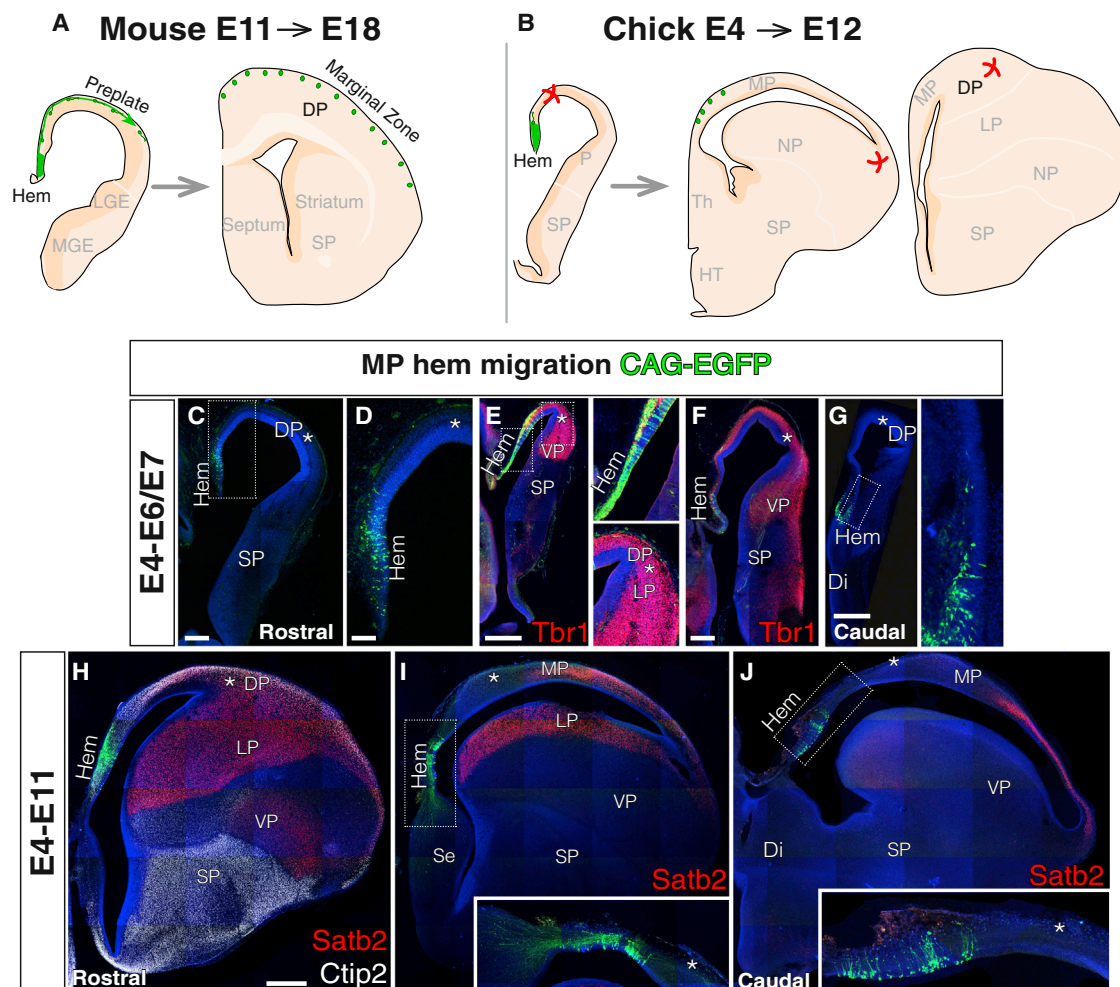 A Mouse E11 → E18
Preplate
Hem
LGE
MGE
Marginal Zone
DP
Septum
Striatum
SP
B Chick E4 → E12
Hem
P
SP
MP
NP
Th
SP
HT
MP
DP
LP
NP
SP
MP hem migration CAG-EGFP
E4-E6/E7
C
DP
*
Hem
SP
Rostral
D
*
Hem
E
*
Hem
VP
SP
Tbr1
Hem
DP
*
LP
F
*
Hem
VP
SP
Tbr1
G
*
DP
Hem
Di
Caudal
E4-E11
H
* DP
Hem
LP
VP
SP
Satb2
Ctip2
Rostral
I
MP
*
LP
Hem
VP
Se
SP
Satb2
*
J
*
MP
Hem
VP
Di
SP
Satb2
*
Caudal